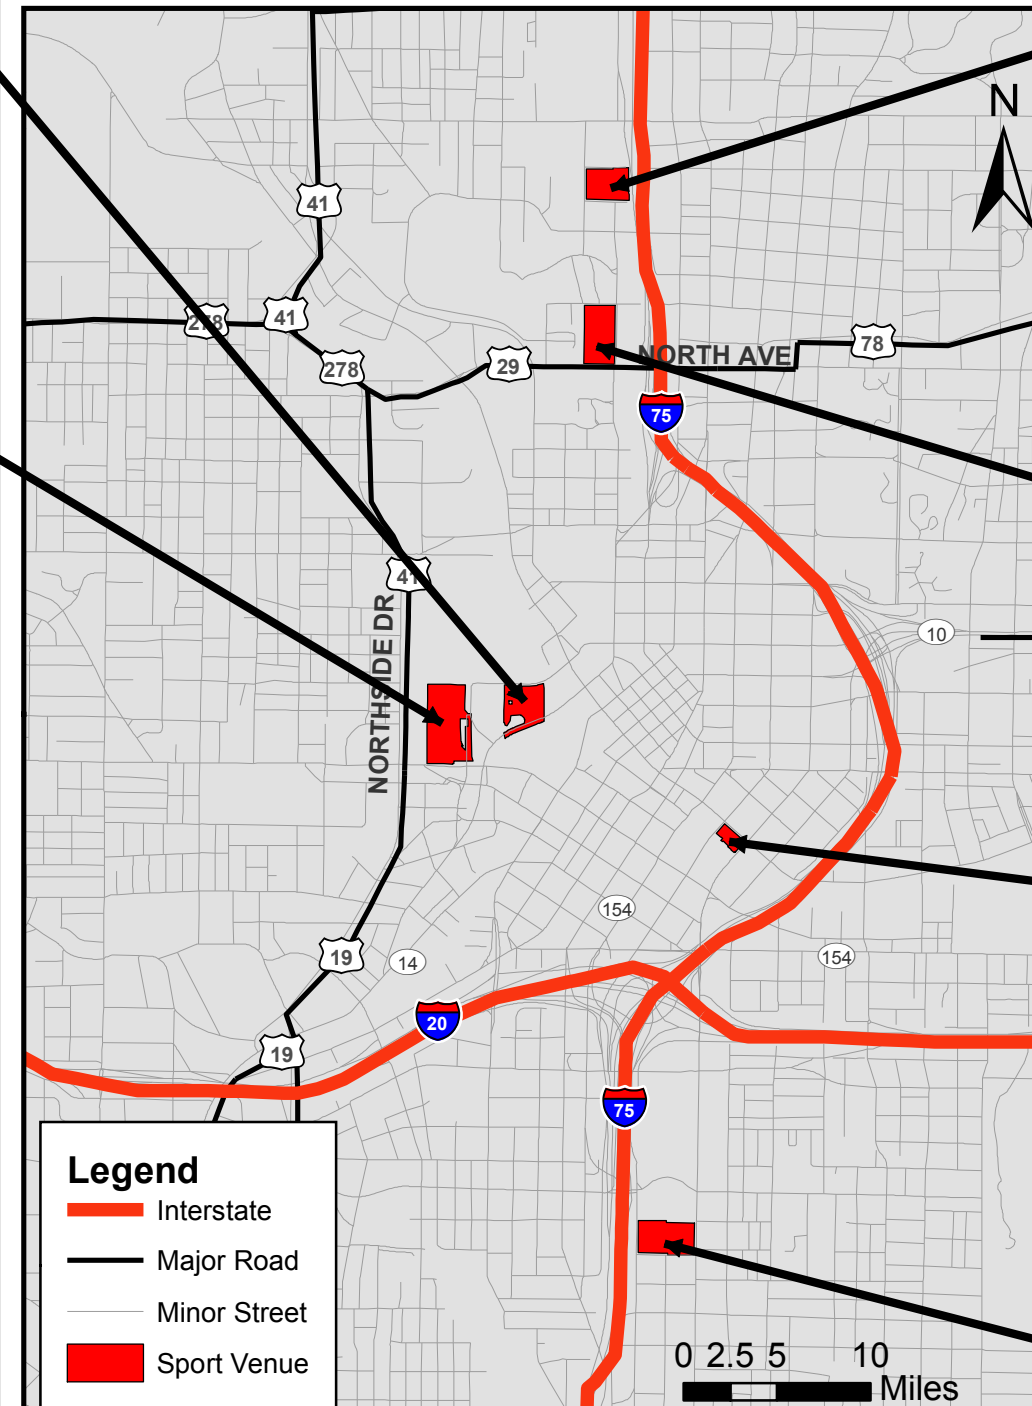 N
41
278
41
278
29
NORTH AVE
78
75
41
10
NORTHSIDE DR
154
154
19
14
20
19
75
Legend
Interstate
Major Road
Minor Street
Sport Venue
0 2.5 5 10
Miles